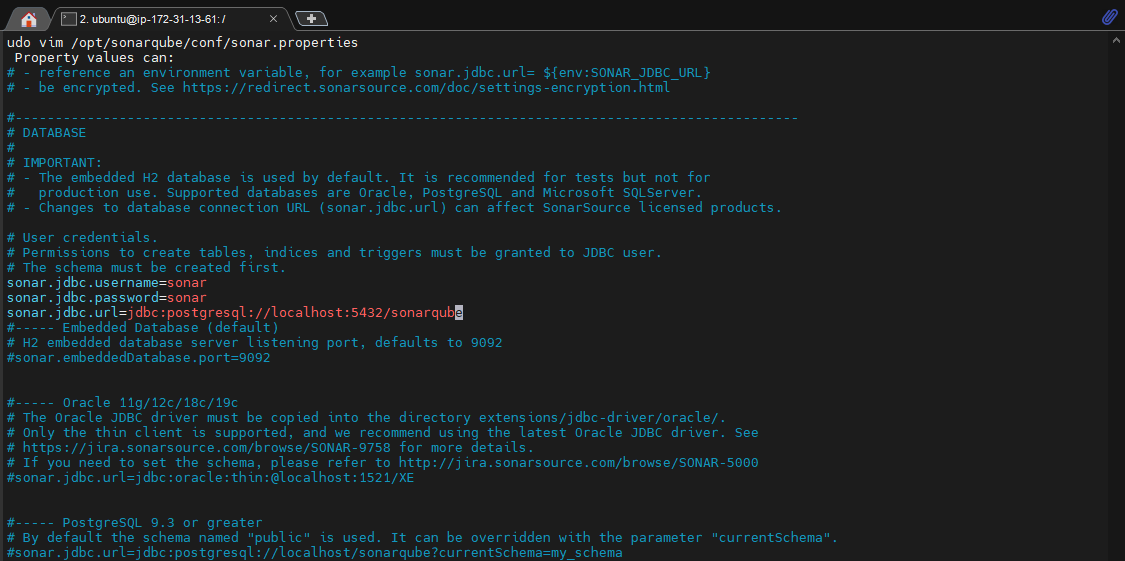 2. ubuntu@ip-172-31-13-61: /
udo vim /opt/sonarqube/conf/sonar.properties
 Property values can:
# - reference an environment variable, for example sonar.jdbc.url= ${env:SONAR_JDBC_URL}
# - be encrypted. See https://redirect.sonarsource.com/doc/settings-encryption.html
#--------------------------------------------------------------------------------------------------
# DATABASE
#
# IMPORTANT:
# - The embedded H2 database is used by default. It is recommended for tests but not for
#   production use. Supported databases are Oracle, PostgreSQL and Microsoft SQLServer.
# - Changes to database connection URL (sonar.jdbc.url) can affect SonarSource licensed products.
# User credentials.
# Permissions to create tables, indices and triggers must be granted to JDBC user.
# The schema must be created first.
sonar.jdbc.username=sonar
sonar.jdbc.password=sonar
sonar.jdbc.url=jdbc:postgresql://localhost:5432/sonarqube
#----- Embedded Database (default)
# H2 embedded database server listening port, defaults to 9092
#sonar.embeddedDatabase.port=9092
#----- Oracle 11g/12c/18c/19c
# The Oracle JDBC driver must be copied into the directory extensions/jdbc-driver/oracle/.
# Only the thin client is supported, and we recommend using the latest Oracle JDBC driver. See
# https://jira.sonarsource.com/browse/SONAR-9758 for more details.
# If you need to set the schema, please refer to http://jira.sonarsource.com/browse/SONAR-5000
#sonar.jdbc.url=jdbc:oracle:thin:@localhost:1521/XE
#----- PostgreSQL 9.3 or greater
# By default the schema named "public" is used. It can be overridden with the parameter "currentSchema".
#sonar.jdbc.url=jdbc:postgresql://localhost/sonarqube?currentSchema=my_schema